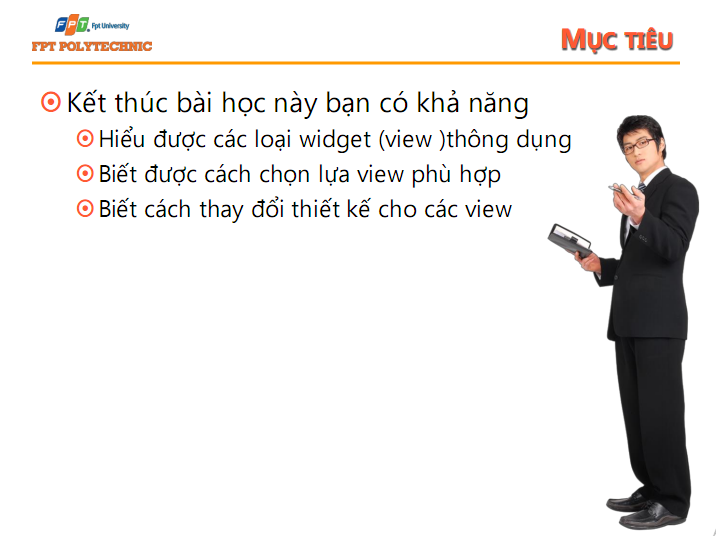 FPT. Fpt University
FPT POLYTECHNIC
MỤC TIÊU
Kết thúc bài học này bạn có khả năng
Hiểu được các loại widget (view )thông dụng
Biết được cách chọn lựa view phù hợp
Biết cách thay đổi thiết kế cho các view